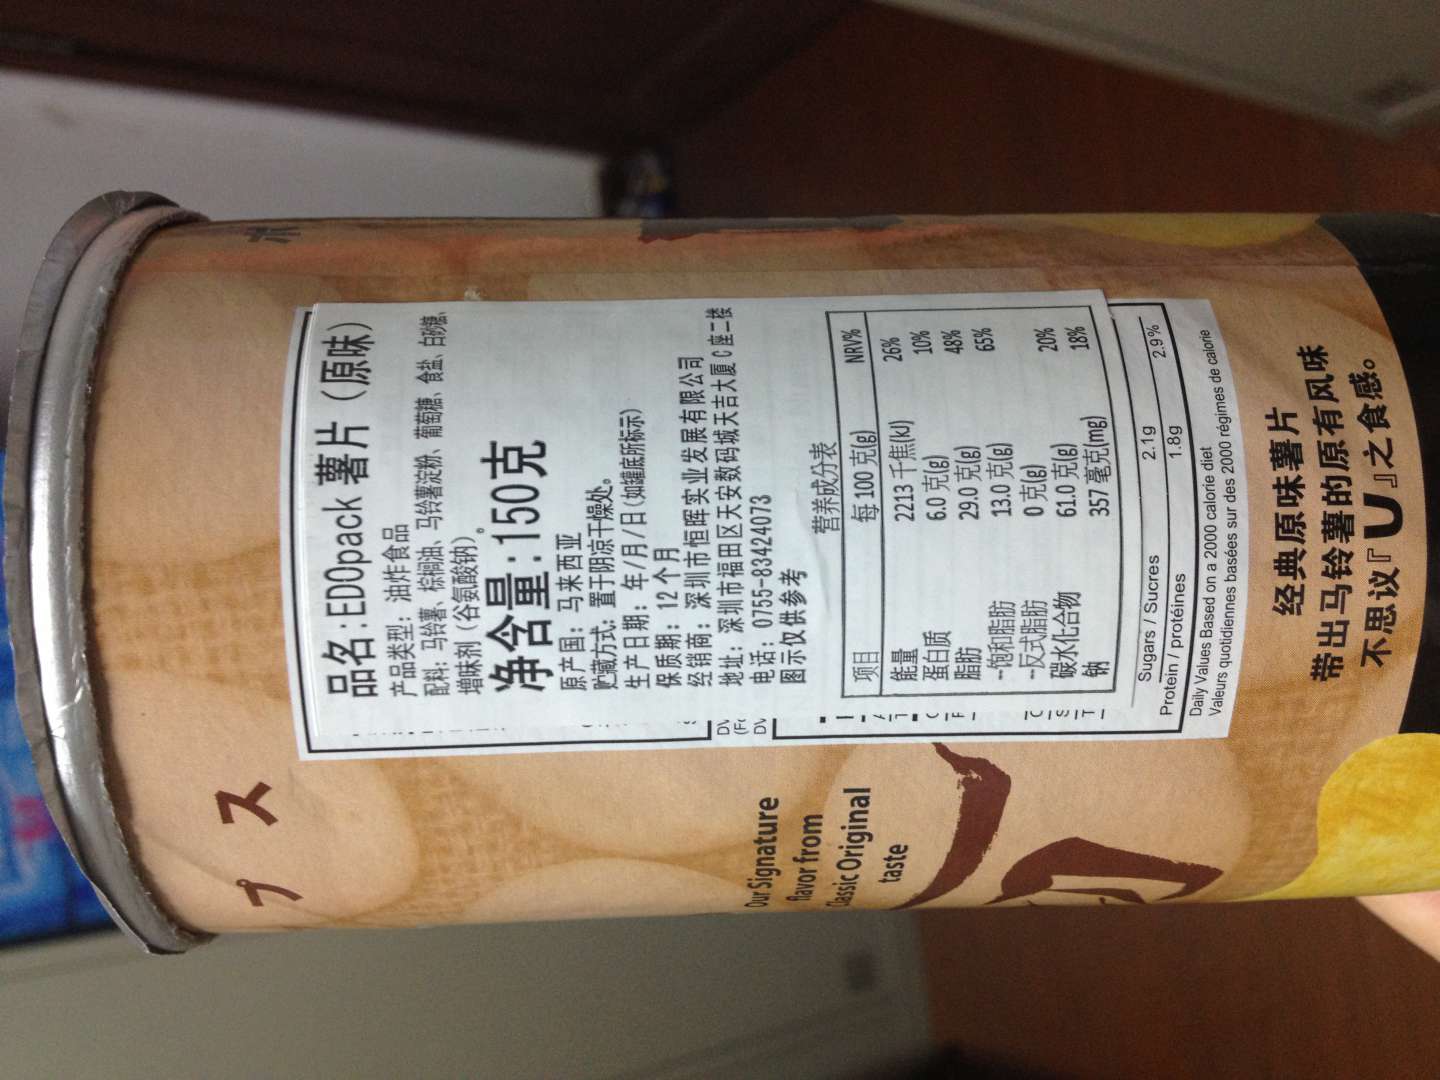 プ
ス
品名:EDOpack 薯片（原味）
产品类型：油炸食品
配料：马铃薯、棕榈油、马铃薯淀粉、葡萄糖、食盐、白砂糖、
增味剂（谷氨酸钠）。
净含量:150克
原产国：马来西亚
贮藏方式：置于阴凉干燥处。
生产日期：年/月/日(如罐底所标示)
保质期：12个月
经销商：深圳市恒晖实业发展有限公司
地址：深圳市福田区天安数码城天吉大厦C座二楼
电话：0755-83424073
图示仅供参考
营养成分表
项目 每100克(g) NRV%
能量 2213千焦(kJ) 26%
蛋白质 6.0克(g) 10%
脂肪 29.0克(g) 48%
--饱和脂肪 13.0克(g) 65%
--反式脂肪 0克(g)
碳水化合物 61.0克(g) 20%
钠 357毫克(mg) 18%
Sugars / Sucres 2.1g 2.9%
Protein / protéines 1.8g
Daily Values Based on a 2000 calorie diet
Valeurs quotidiennes basées sur des 2000 régimes de calorie
Our Signature
flavor from
Classic Original
taste
经典原味薯片
带出马铃薯的原有风味
不思议『U』之食感。